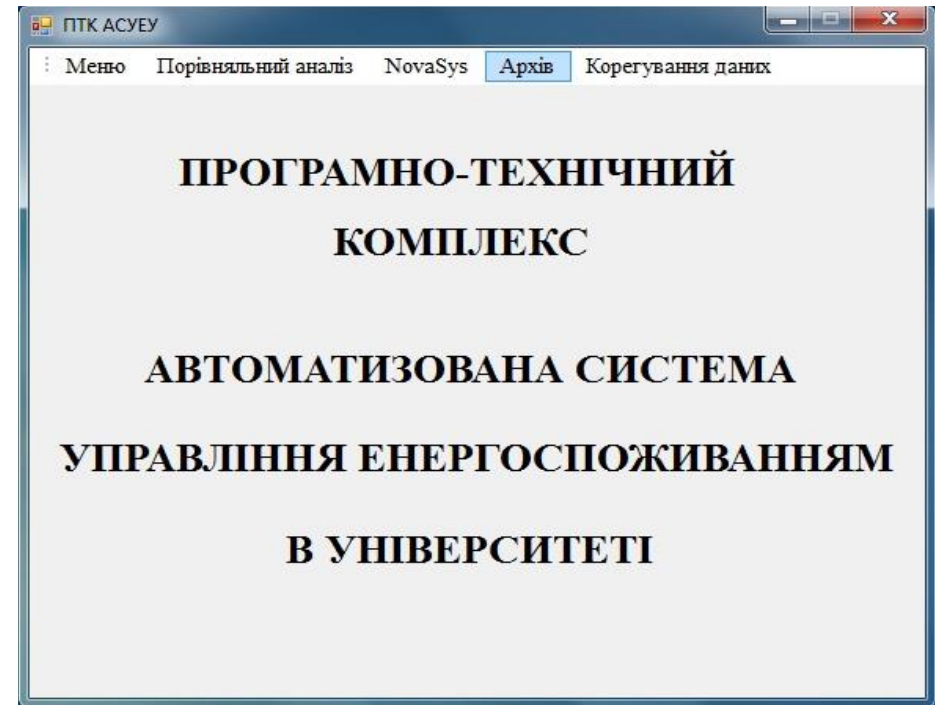 ПТК АСУЕУ
Меню Порівняльний аналіз NovaSys Архів Корегування даних
ПРОГРАМНО-ТЕХНІЧНИЙ
КОМПЛЕКС
АВТОМАТИЗОВАНА СИСТЕМА
УПРАВЛІННЯ ЕНЕРГОСПОЖИВАННЯМ
В УНІВЕРСИТЕТІ